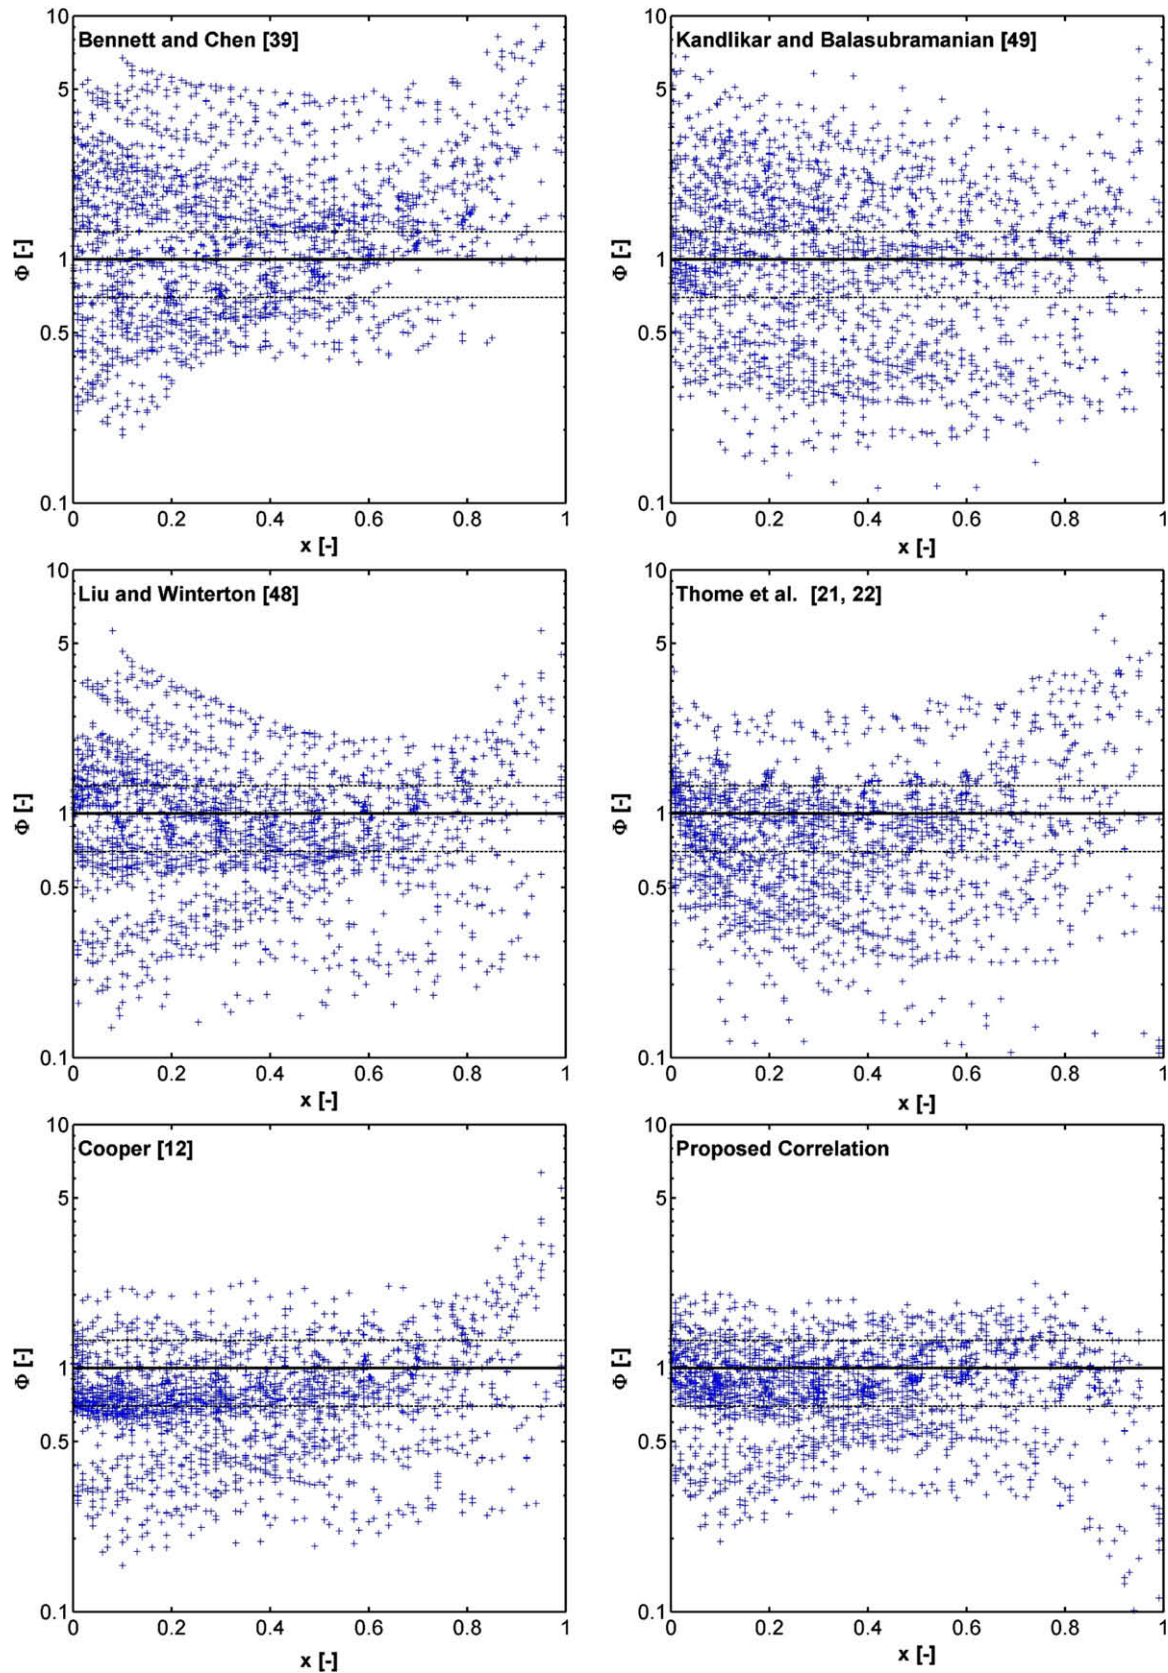 10
Bennett and Chen [39]
5
Φ [-]
1
0.5
0.1
0 0.2 0.4 0.6 0.8 1
x [-]
10
Kandlikar and Balasubramanian [49]
5
Φ [-]
1
0.5
0.1
0 0.2 0.4 0.6 0.8 1
x [-]
10
Liu and Winterton [48]
5
Φ [-]
1
0.5
0.1
0 0.2 0.4 0.6 0.8 1
x [-]
10
Thome et al. [21, 22]
5
Φ [-]
1
0.5
0.1
0 0.2 0.4 0.6 0.8 1
x [-]
10
Cooper [12]
5
Φ [-]
1
0.5
0.1
0 0.2 0.4 0.6 0.8 1
x [-]
10
Proposed Correlation
5
Φ [-]
1
0.5
0.1
0 0.2 0.4 0.6 0.8 1
x [-]